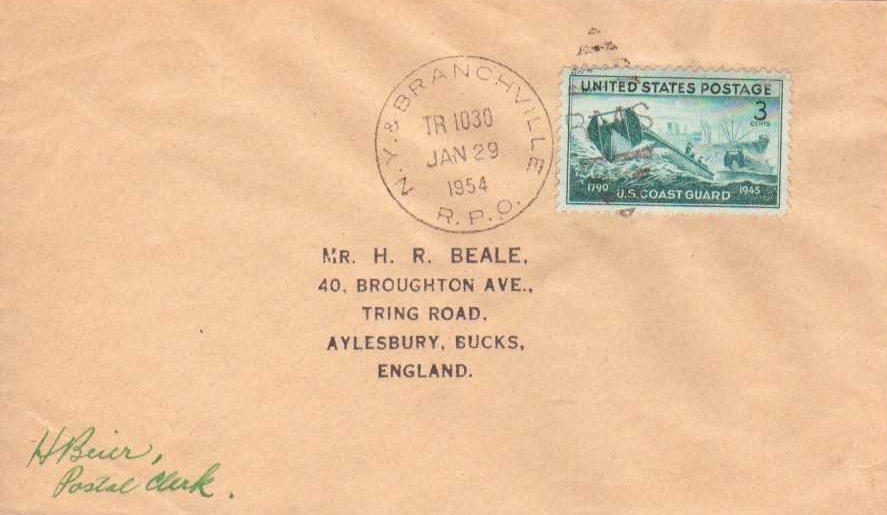 N.Y. & BRANCHVILLE
TR 1030
JAN 29
1954
R.P.O.
RMS
UNITED STATES POSTAGE
3
CENTS
1790 U.S. COAST GUARD 1945
MR. H. R. BEALE,
40, BROUGHTON AVE.,
TRING ROAD,
AYLESBURY, BUCKS,
ENGLAND.
H Beier,
Postal Clerk.